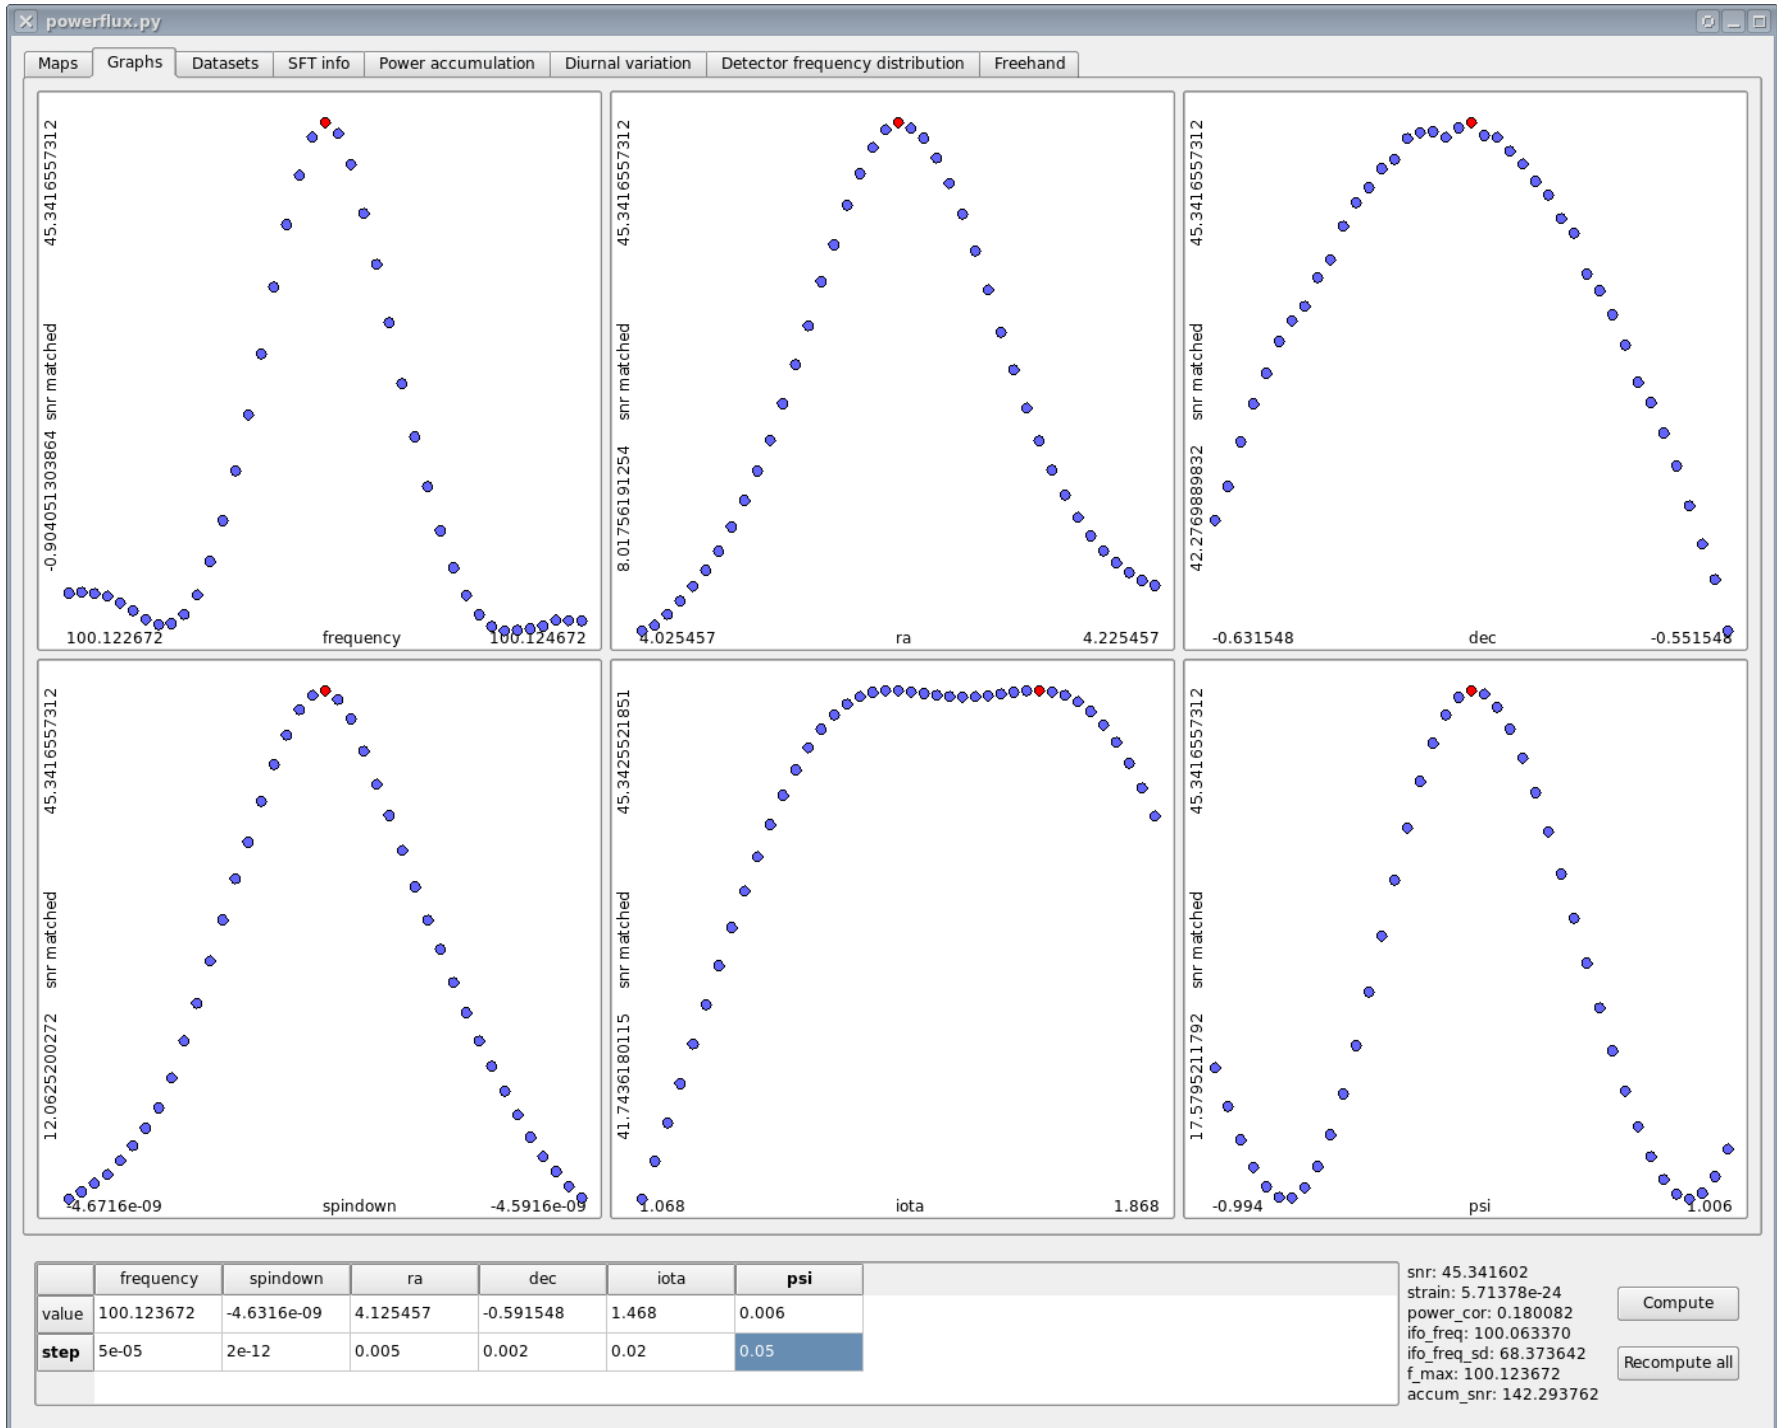 powerflux.py
Maps Graphs Datasets SFT info Power accumulation Diurnal variation Detector frequency distribution Freehand
45.3416557312
snr matched
-0.940451303864
100.122672 frequency 100.124672
45.3416557312
snr matched
8.01756191254
4.025457 ra 4.225457
45.3416557312
snr matched
42.2769889832
-0.631548 dec -0.551548
45.3416557312
snr matched
12.0625200272
-4.6716e-09 spindown -4.5916e-09
45.3425521851
snr matched
41.7436180115
1.068 iota 1.868
45.3416557312
snr matched
17.5795211792
-0.994 psi 1.006
frequency spindown ra dec iota psi
value 100.123672 -4.6316e-09 4.125457 -0.591548 1.468 0.006
step 5e-05 2e-12 0.005 0.002 0.02 0.05
snr: 45.341602
strain: 5.71378e-24
power_cor: 0.180082
ifo_freq: 100.063370
ifo_freq_sd: 68.373642
f_max: 100.123672
accum_snr: 142.293762
Compute
Recompute all